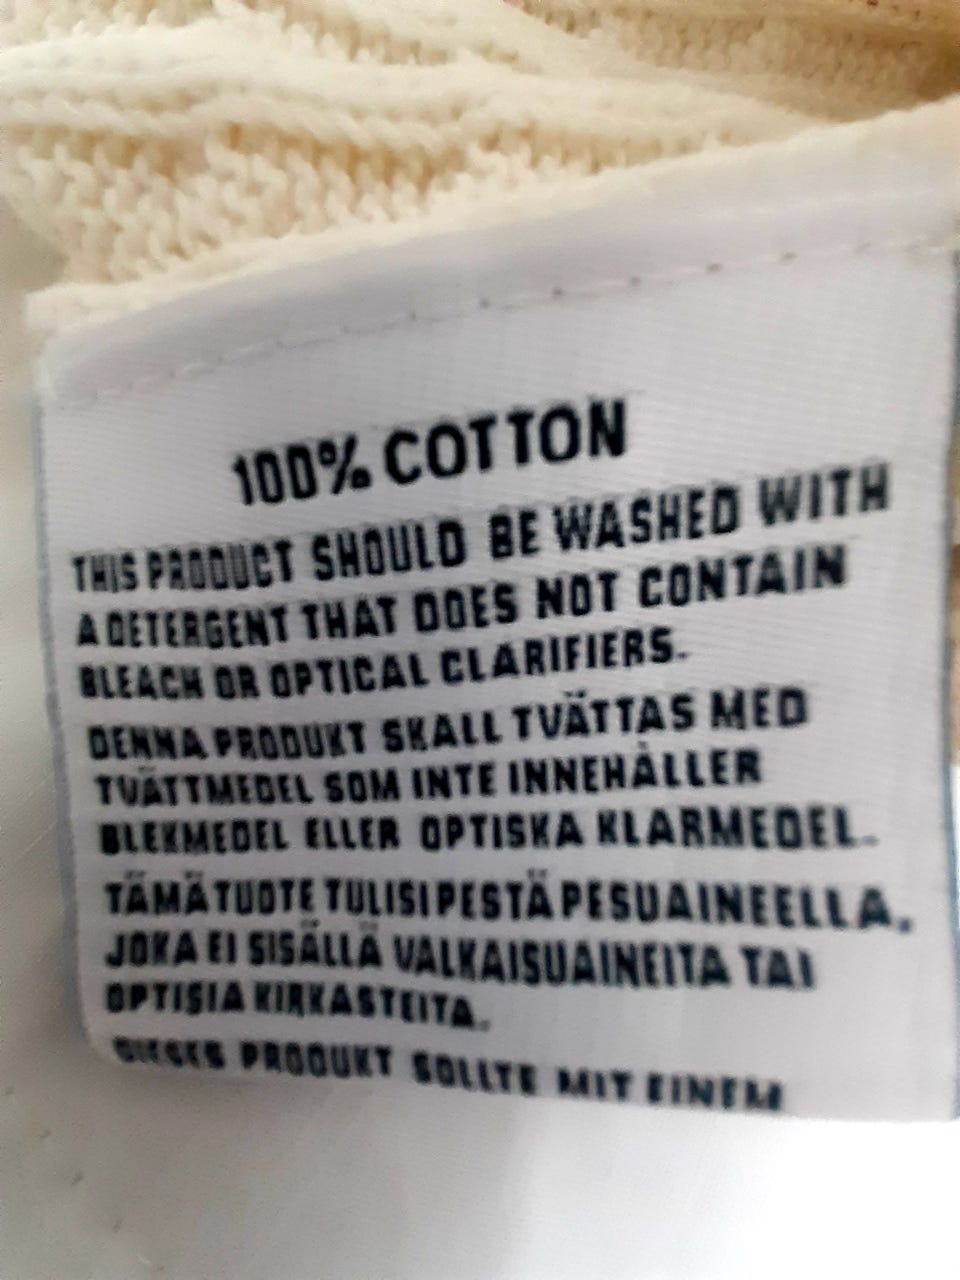 100% COTTON
THIS PRODUCT SHOULD BE WASHED WITH
A DETERGENT THAT DOES NOT CONTAIN
BLEACH OR OPTICAL CLARIFIERS.
DENNA PRODUKT SKALL TVÄTTAS MED
TVÄTTMEDEL SOM INTE INNEHÅLLER
BLEKMEDEL ELLER OPTISKA KLARMEDEL.
TÄMÄ TUOTE TULISI PESTÄ PESUAINEELLA,
JOKA EI SISÄLLÄ VALKAISUAINEITA TAI
OPTISIA KIRKASTEITA.
DIESES PRODUKT SOLLTE MIT EINEM